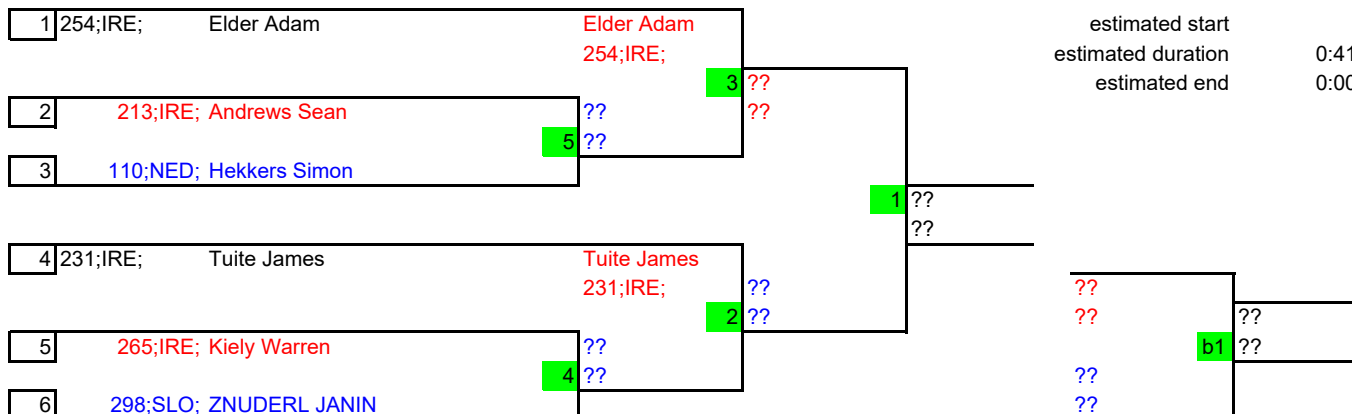 1 254;IRE; Elder Adam Elder Adam estimated start
254;IRE; estimated duration 0:41
3 ?? estimated end 0:00
2 213;IRE; Andrews Sean ?? ??
5 ??
3 110;NED; Hekkers Simon
1 ??
??
4 231;IRE; Tuite James Tuite James
231;IRE; ?? ??
2 ?? ?? ??
5 265;IRE; Kiely Warren ?? b1 ??
4 ?? ??
6 298;SLO; ZNUDERL JANIN ??